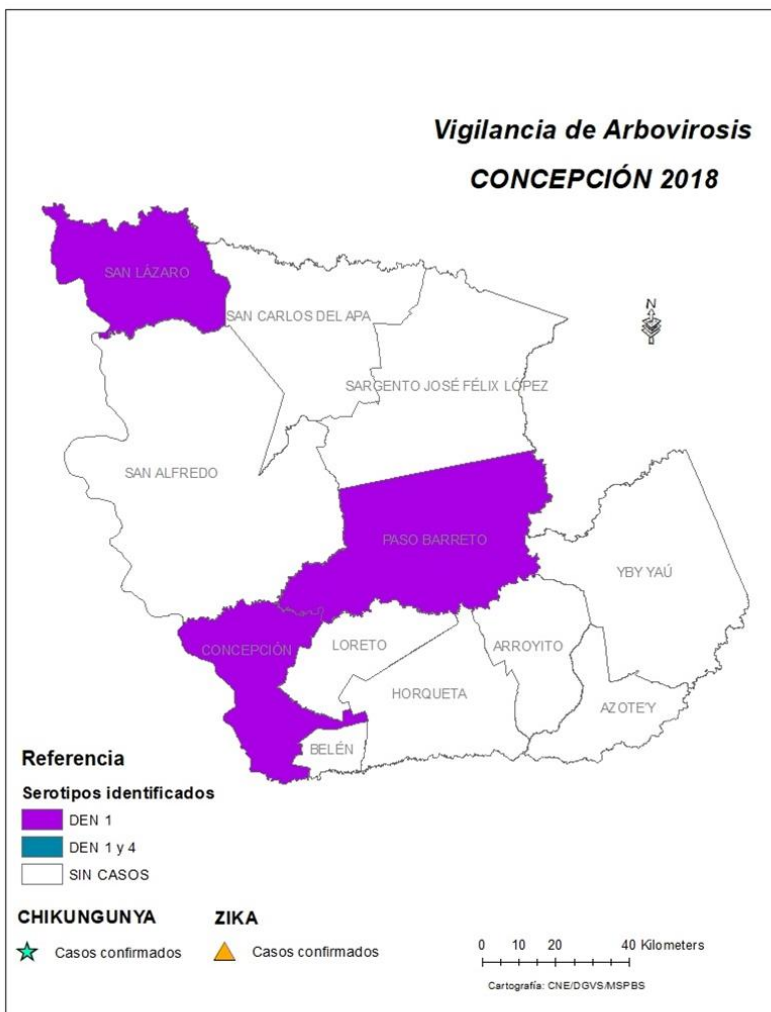 Vigilancia de Arbovirosis
CONCEPCIÓN 2018
SAN LÁZARO
SAN CARLOS DEL APA
N
SARGENTO JOSÉ FÉLIX LÓPEZ
SAN ALFREDO
PASO BARRETO
YBY YAÚ
CONCEPCIÓN
LORETO
ARROYITO
HORQUETA
AZOTE'Y
BELÉN
Referencia
Serotipos identificados
DEN 1
DEN 1 y 4
SIN CASOS
CHIKUNGUNYA
Casos confirmados
ZIKA
Casos confirmados
0 10 20 40 Kilometers
Cartografía: CNE/DGVS/MSPBS